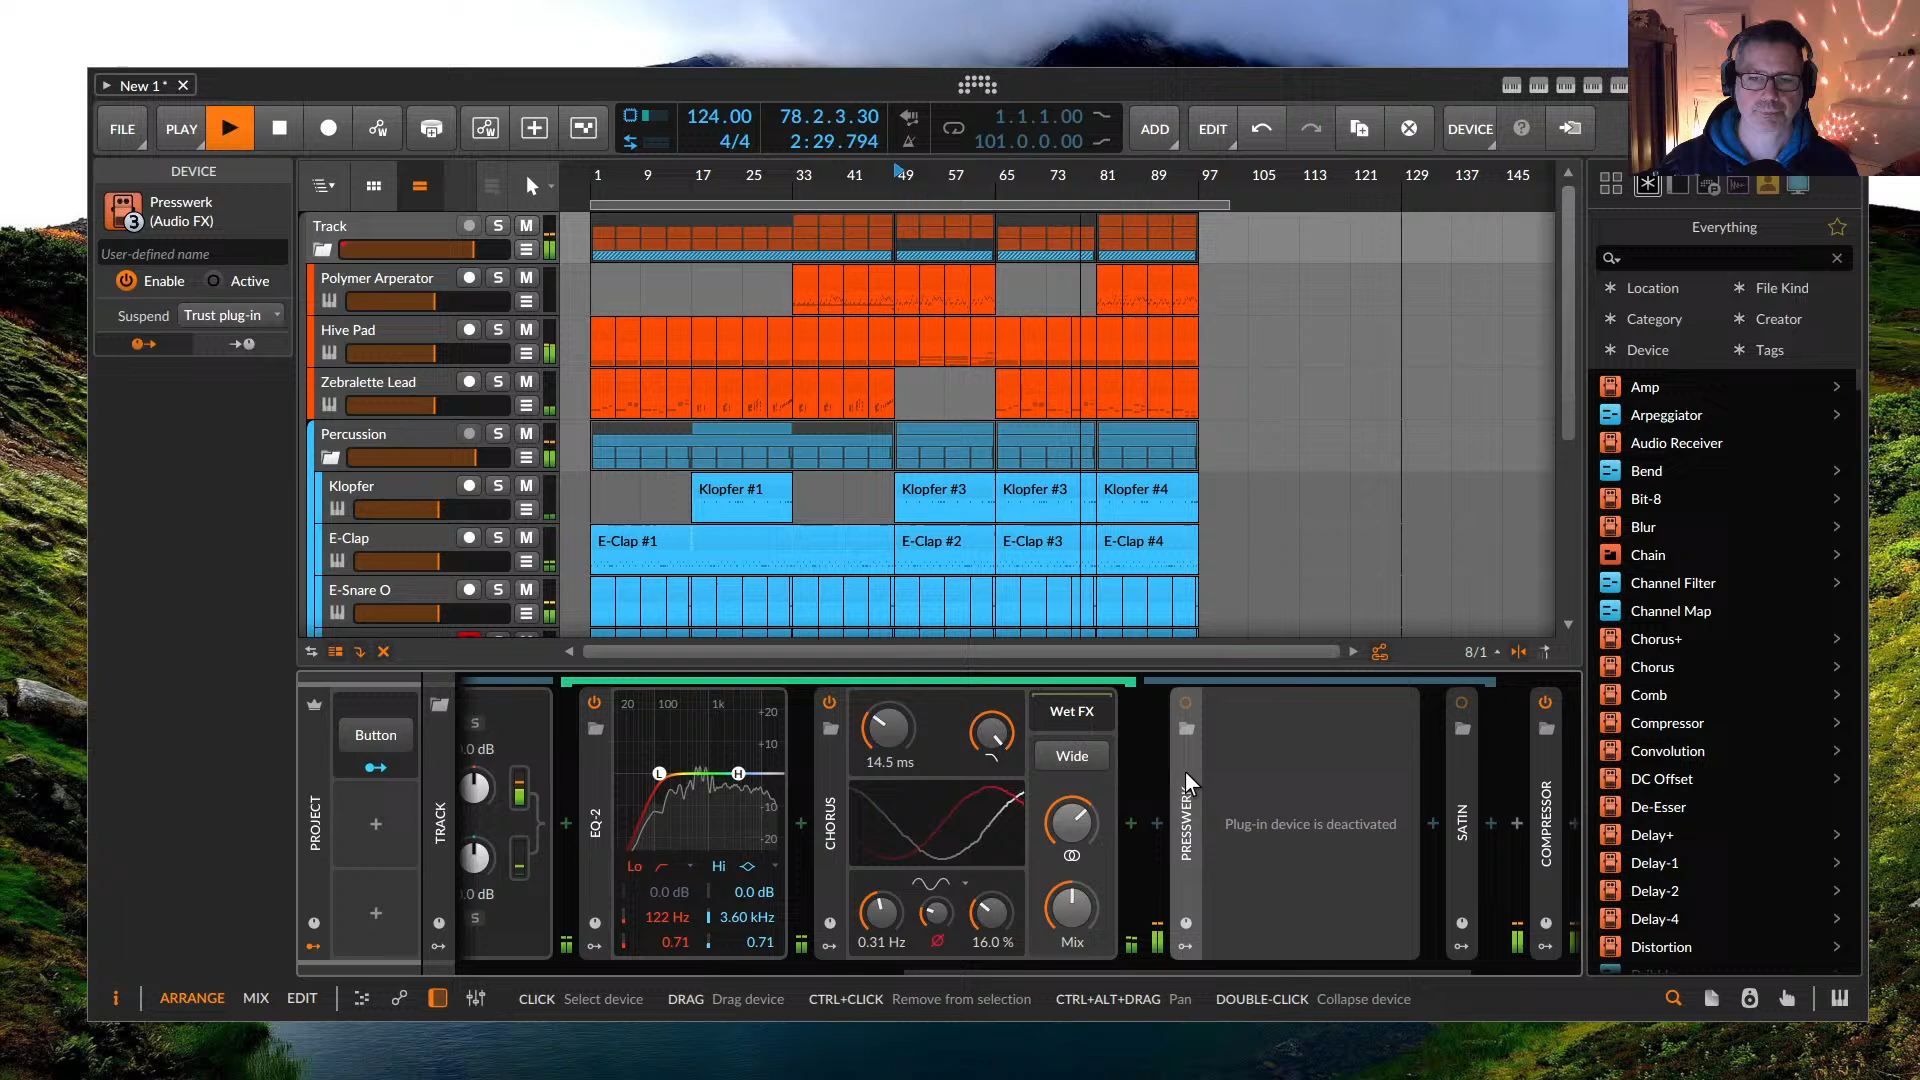 New 1*
FILE
PLAY
124.00
4/4
78.2.3.30
2:29.794
1.1.1.00
101.0.0.00
ADD
EDIT
DEVICE
?
DEVICE
Presswerk
(Audio FX)
3
User-defined name
Enable
Active
Suspend
Trust plug-in
1
9
17
25
33
41
49
57
65
73
81
89
97
105
113
121
129
137
145
Track
S
M
Polymer Arperator
S
M
Hive Pad
S
M
Zebralette Lead
S
M
Percussion
S
M
Klopfer
S
M
Klopfer #1
Klopfer #3
Klopfer #3
Klopfer #4
E-Clap
S
M
E-Clap #1
E-Clap #2
E-Clap #3
E-Clap #4
E-Snare O
S
M
8/1
Everything
Location
File Kind
Category
Creator
Device
Tags
Amp
Arpeggiator
Audio Receiver
Bend
Bit-8
Blur
Chain
Channel Filter
Channel Map
Chorus+
Chorus
Comb
Compressor
Convolution
DC Offset
De-Esser
Delay+
Delay-1
Delay-2
Delay-4
Distortion
PROJECT
Button
TRACK
S
0.0 dB
0.0 dB
S
EQ-2
20
100
1k
+20
+10
-10
-20
L
H
Lo
Hi
0.0 dB
0.0 dB
122 Hz
3.60 kHz
0.71
0.71
CHORUS
14.5 ms
0.31 Hz
16.0 %
Wet FX
Wide
Mix
PRESSWERK
Plug-in device is deactivated
SATIN
COMPRESSOR
i
ARRANGE
MIX
EDIT
CLICK Select device
DRAG Drag device
CTRL+CLICK Remove from selection
CTRL+ALT+DRAG Pan
DOUBLE-CLICK Collapse device